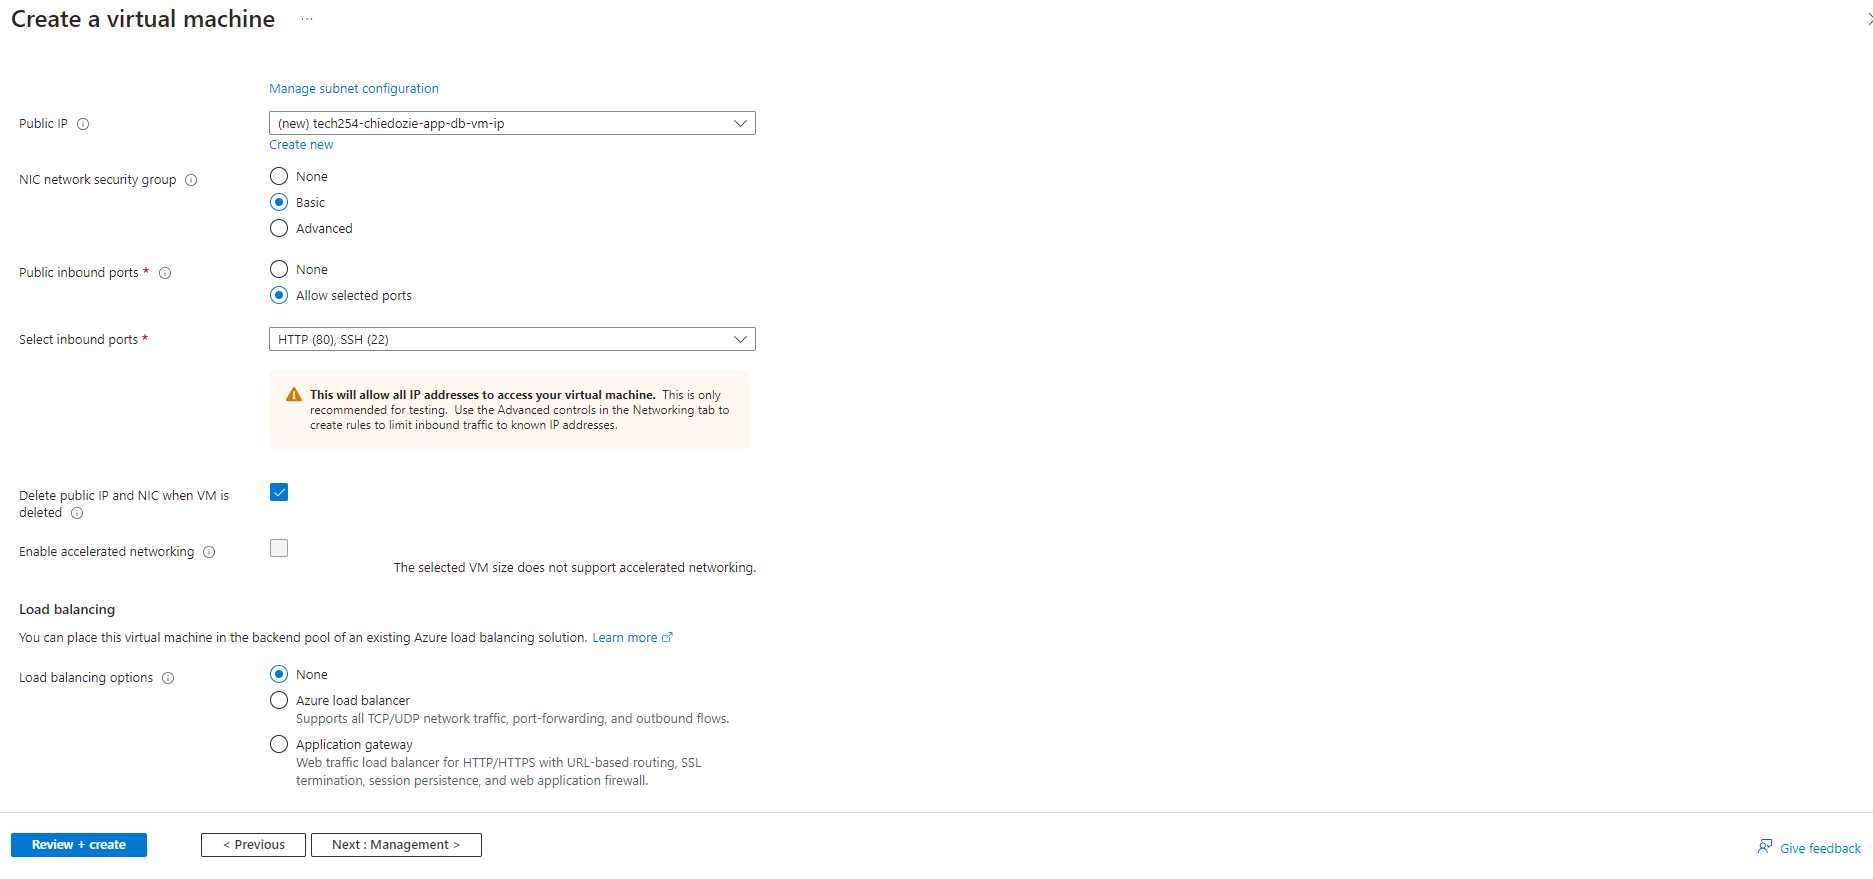 Create a virtual machine ...
Manage subnet configuration
Public IP
(new) tech254-chiedozie-app-db-vm-ip
Create new
NIC network security group
None
Basic
Advanced
Public inbound ports *
None
Allow selected ports
Select inbound ports *
HTTP (80), SSH (22)
This will allow all IP addresses to access your virtual machine. This is only
recommended for testing. Use the Advanced controls in the Networking tab to
create rules to limit inbound traffic to known IP addresses.
Delete public IP and NIC when VM is
deleted
Enable accelerated networking
The selected VM size does not support accelerated networking.
Load balancing
You can place this virtual machine in the backend pool of an existing Azure load balancing solution. Learn more
Load balancing options
None
Azure load balancer
Supports all TCP/UDP network traffic, port-forwarding, and outbound flows.
Application gateway
Web traffic load balancer for HTTP/HTTPS with URL-based routing, SSL
termination, session persistence, and web application firewall.
Review + create
< Previous
Next : Management >
Give feedback